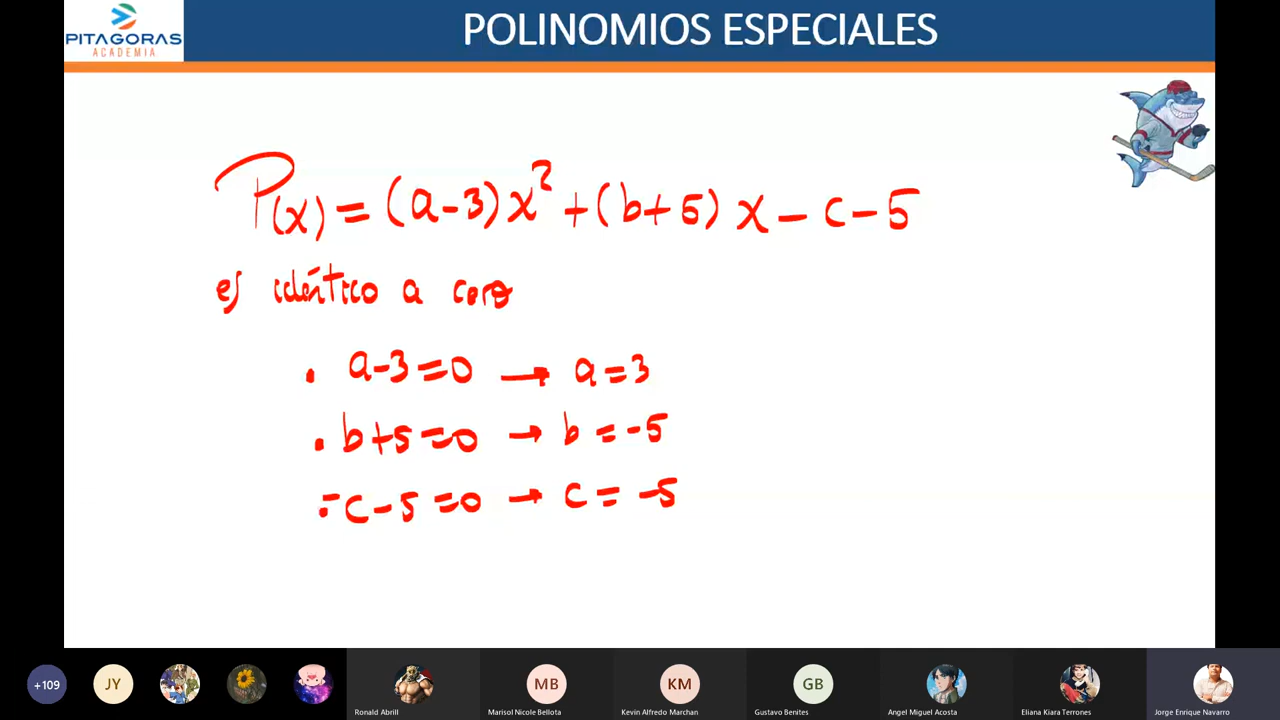 PITAGORAS
ACADEMIA
POLINOMIOS ESPECIALES
P(x) = (a-3)x² + (b+5)x - c - 5
es idéntico a cero
. a-3=0 → a=3
. b+5=0 → b=-5
. -c-5=0 → c=-5
+109
JY
MB
KM
GB
Ronald Abrill
Marisol Nicole Bellota
Kevin Alfredo Marchan
Gustavo Benites
Angel Miguel Acosta
Eliana Kiara Terrones
Jorge Enrique Navarro